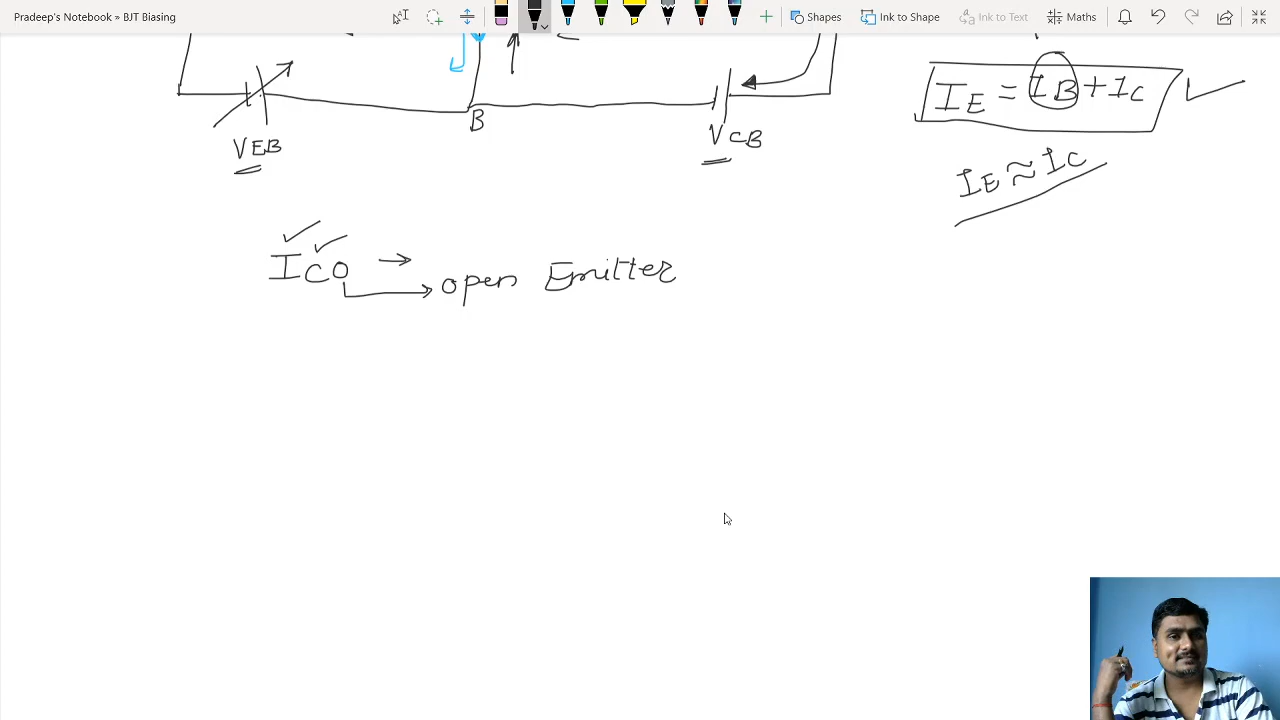 Pradeep's Notebook » BJT Biasing
Shapes
Ink to Shape
Ink to Text
Maths
IE = IB + IC
B
VEB
VCB
IE ≈ IC
ICO → open Emitter